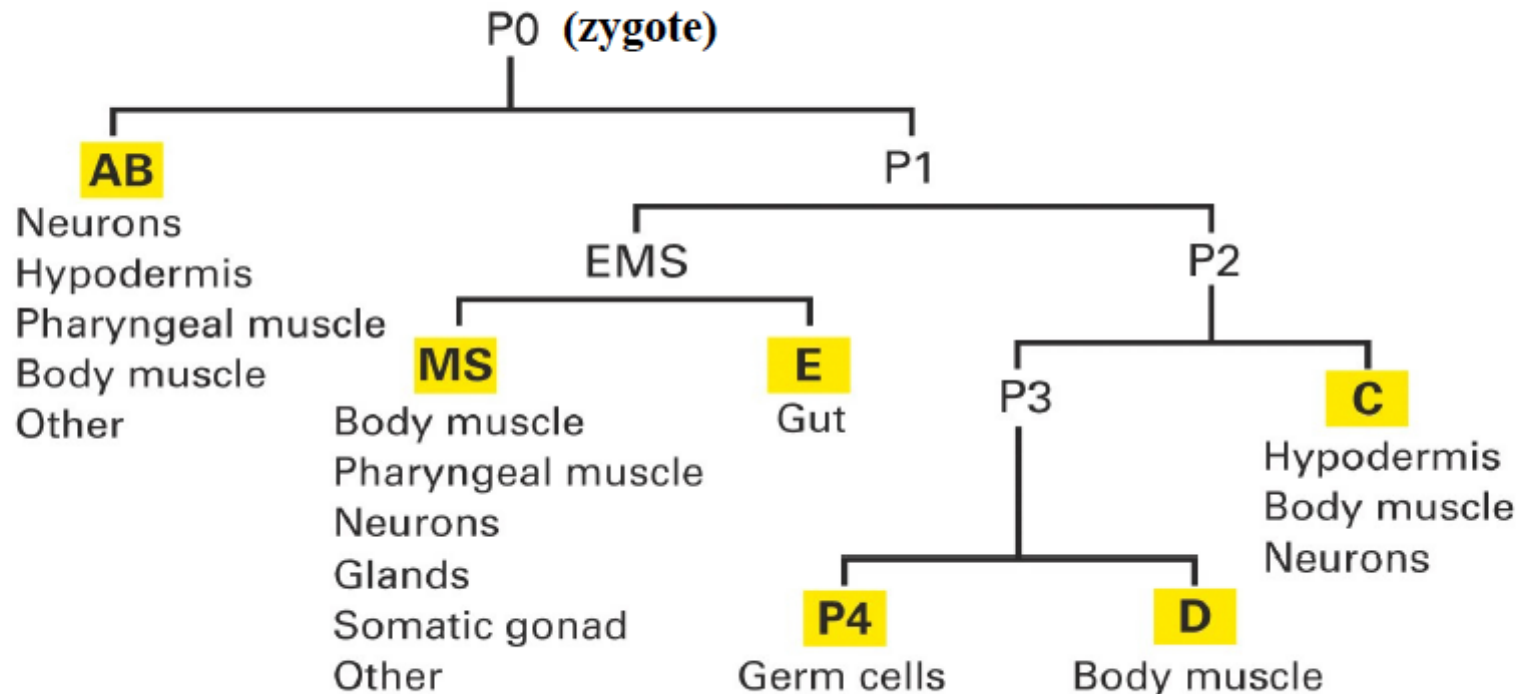 P0 (zygote)
AB
Neurons
Hypodermis
Pharyngeal muscle
Body muscle
Other
P1
EMS
P2
MS
Body muscle
Pharyngeal muscle
Neurons
Glands
Somatic gonad
Other
E
Gut
P3
P4
Germ cells
D
Body muscle
C
Hypodermis
Body muscle
Neurons